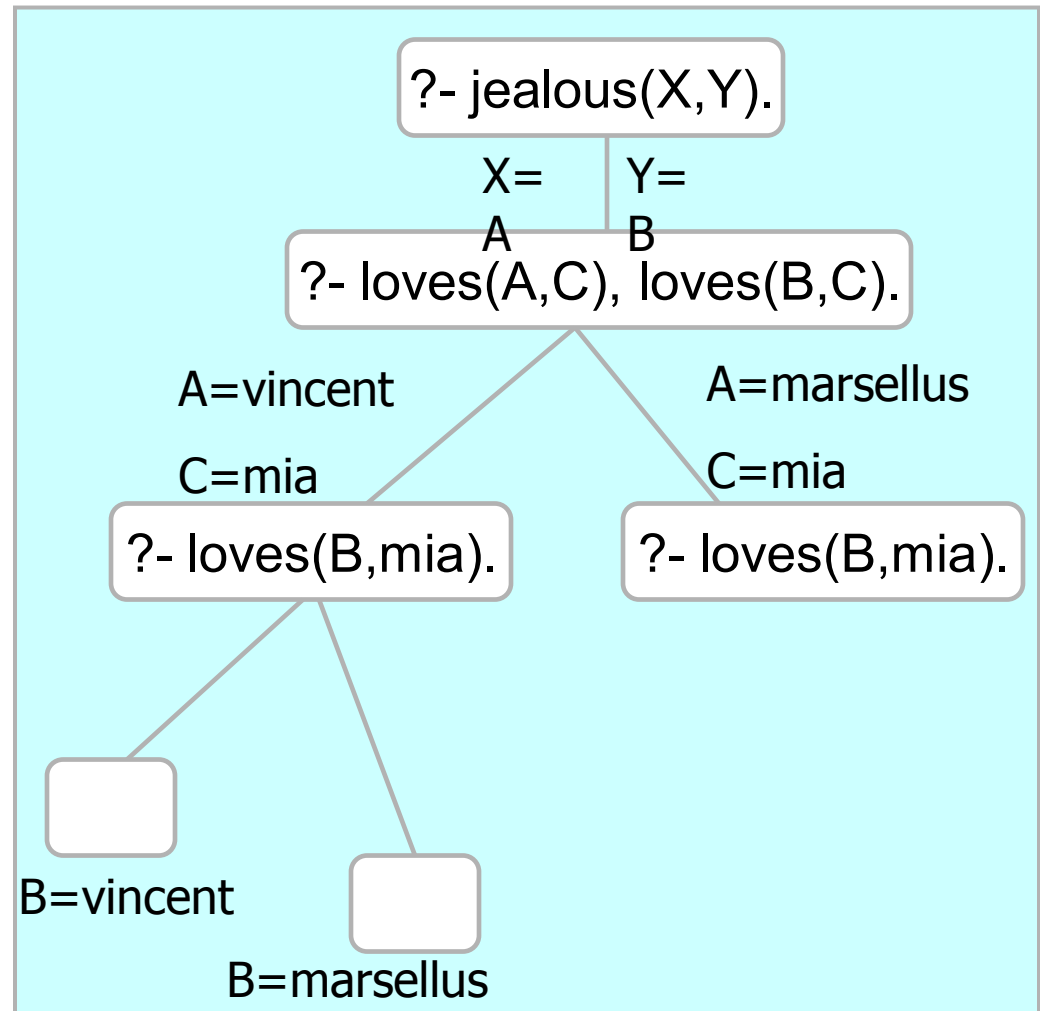 ?- jealous(X,Y).
X=
A
Y=
B
?- loves(A,C), loves(B,C).
A=vincent
C=mia
A=marsellus
C=mia
?- loves(B,mia).
?- loves(B,mia).
B=vincent
B=marsellus